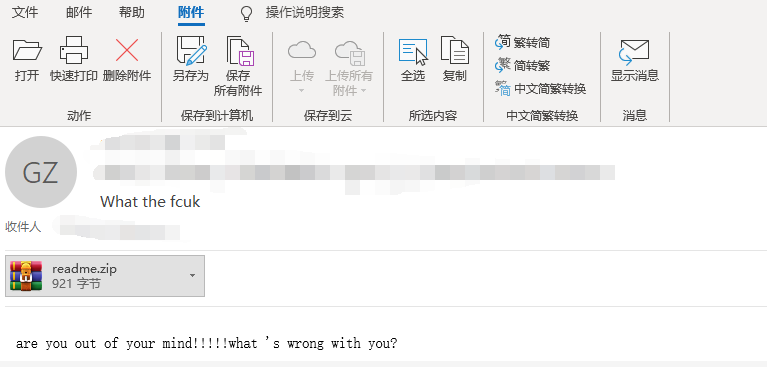 文件 邮件 帮助 附件 操作说明搜索
打开 快速打印 删除附件 另存为 保存 所有附件 上传 上传所有 附件 全选 复制 繁转简 简转繁 中文简繁转换 显示消息
动作 保存到计算机 保存到云 所选内容 中文简繁转换 消息
GZ
What the fcuk
收件人
readme.zip
921 字节
are you out of your mind!!!!!what 's wrong with you?